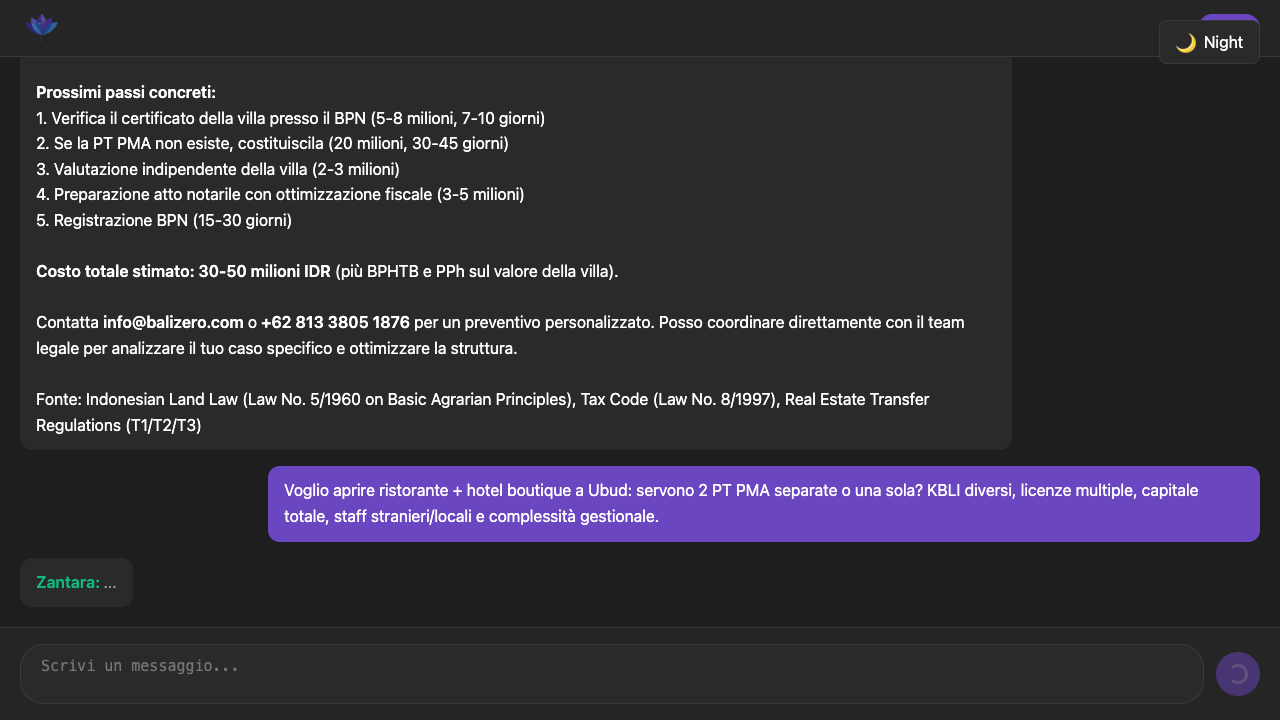 🌙 Night
Prossimi passi concreti:
1. Verifica il certificato della villa presso il BPN (5-8 milioni, 7-10 giorni)
2. Se la PT PMA non esiste, costituiscila (20 milioni, 30-45 giorni)
3. Valutazione indipendente della villa (2-3 milioni)
4. Preparazione atto notarile con ottimizzazione fiscale (3-5 milioni)
5. Registrazione BPN (15-30 giorni)
Costo totale stimato: 30-50 milioni IDR (più BPHTB e PPh sul valore della villa).
Contatta info@balizero.com o +62 813 3805 1876 per un preventivo personalizzato. Posso coordinare direttamente con il team
legale per analizzare il tuo caso specifico e ottimizzare la struttura.
Fonte: Indonesian Land Law (Law No. 5/1960 on Basic Agrarian Principles), Tax Code (Law No. 8/1997), Real Estate Transfer
Regulations (T1/T2/T3)
Voglio aprire ristorante + hotel boutique a Ubud: servono 2 PT PMA separate o una sola? KBLI diversi, licenze multiple, capitale
totale, staff stranieri/locali e complessità gestionale.
Zantara: ...
Scrivi un messaggio...